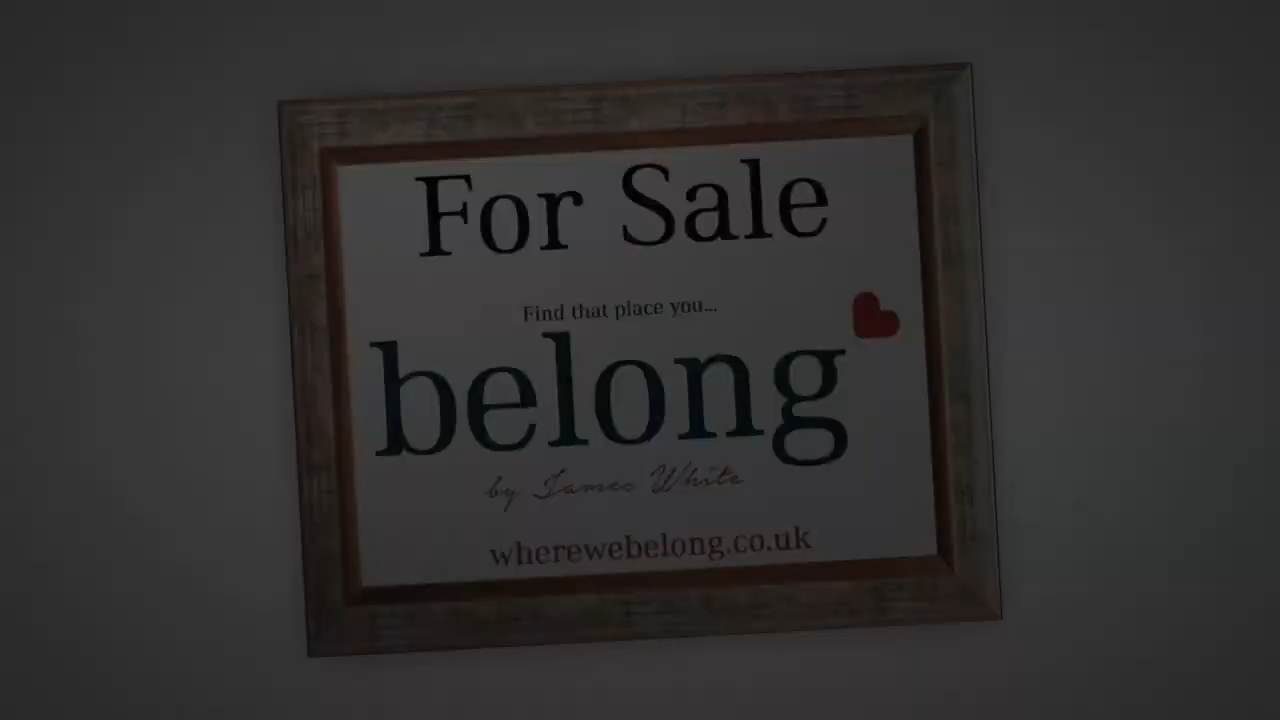 For Sale
Find that place you...
belong
by James White
wherewebelong.co.uk